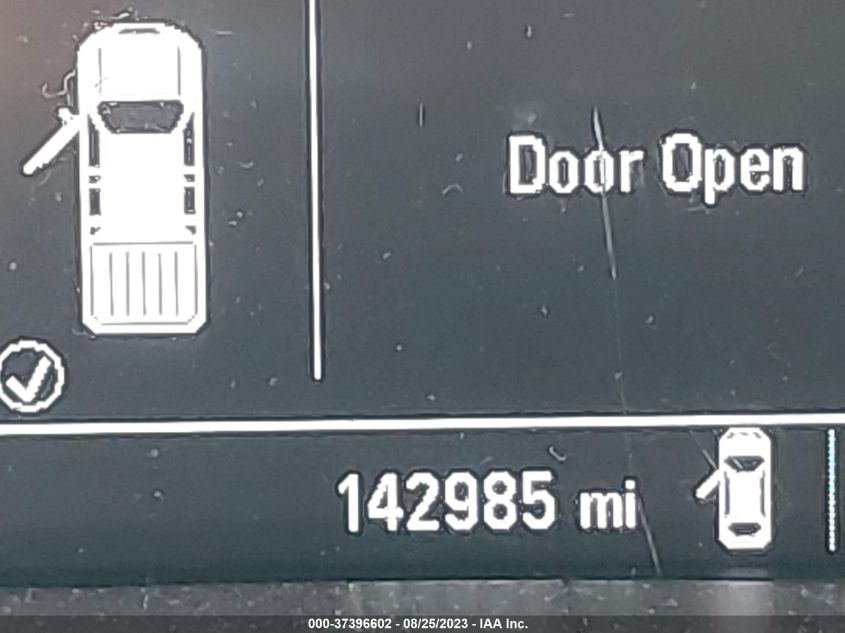 Door Open
142985 mi
000-37396602 - 08/25/2023 - IAA Inc.